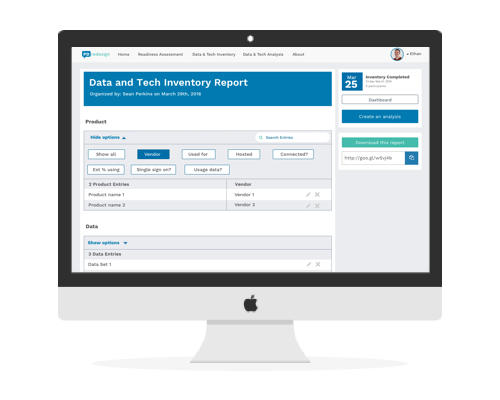 PD redesign
Home Readiness Assessment Data & Tech Inventory Data & Tech Analysis About
Ethan
Data and Tech Inventory Report
Organized by: Sean Perkins on March 29th, 2016
Mar
25
Inventory Completed
Dashboard
Create an analysis
Product
Hide options
Search Entries
Show all Vendor Used for Hosted Connected?
Est % using Single sign on? Usage data?
2 Product Entries Vendor
Product name 1 Vendor 1
Product name 2 Vendor 2
Download this report
http://goo.gl/wSvj4b
Data
Show options
3 Data Entries
Data Set 1